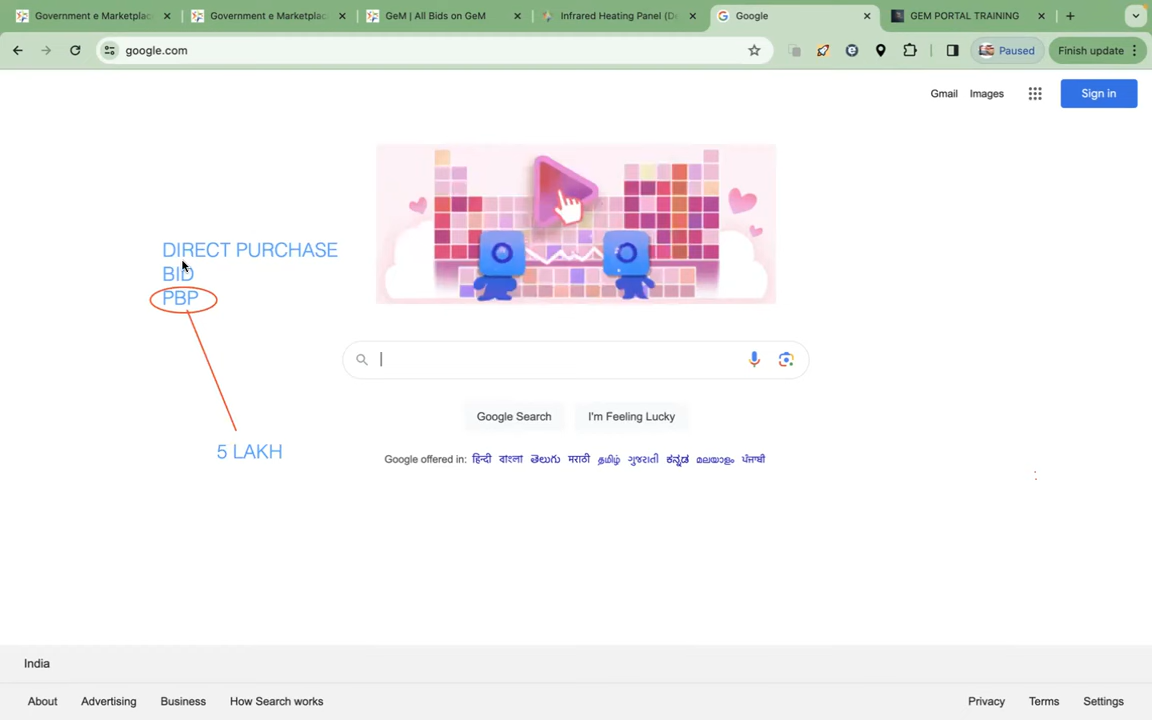 Government e Marketplac
Government e Marketplac
GeM | All Bids on GeM
Infrared Heating Panel (De
Google
GEM PORTAL TRAINING
google.com
Paused
Finish update
Gmail
Images
Sign in
DIRECT PURCHASE
BID
PBP
5 LAKH
Google Search
I'm Feeling Lucky
Google offered in: हिन्दी বাংলা తెలుగు मराठी தமிழ் ગુજરાતી ಕನ್ನಡ മലയാളം ਪੰਜਾਬੀ
India
About
Advertising
Business
How Search works
Privacy
Terms
Settings